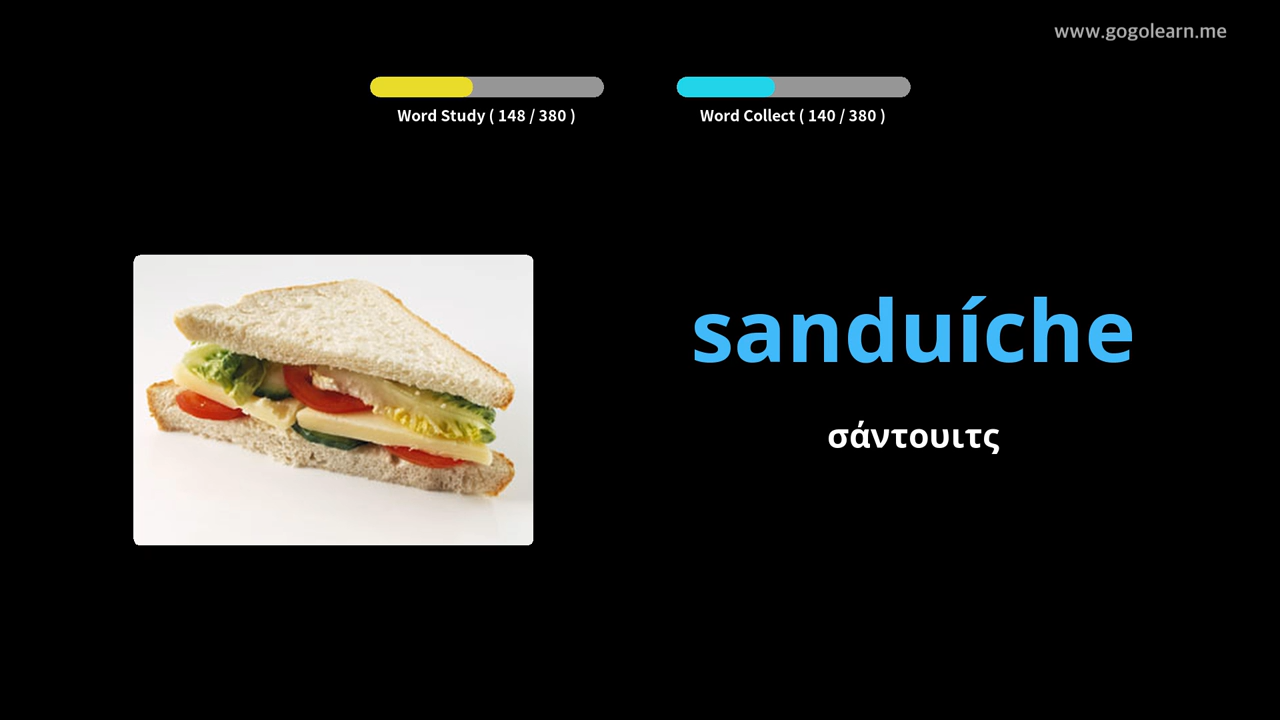 www.gogolearn.me
Word Study ( 148 / 380 )
Word Collect ( 140 / 380 )
sanduíche
σάντουιτς